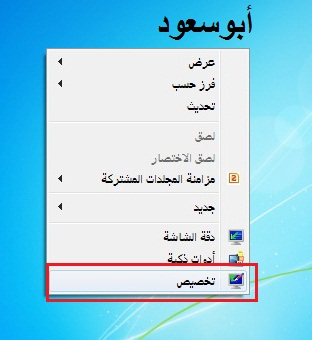 أبوسعود
عرض
فرز حسب
تحديث
لصق
لصق الاختصار
مزامنة المجلدات المشتركة
جديد
دقة الشاشة
أدوات ذكية
تخصيص